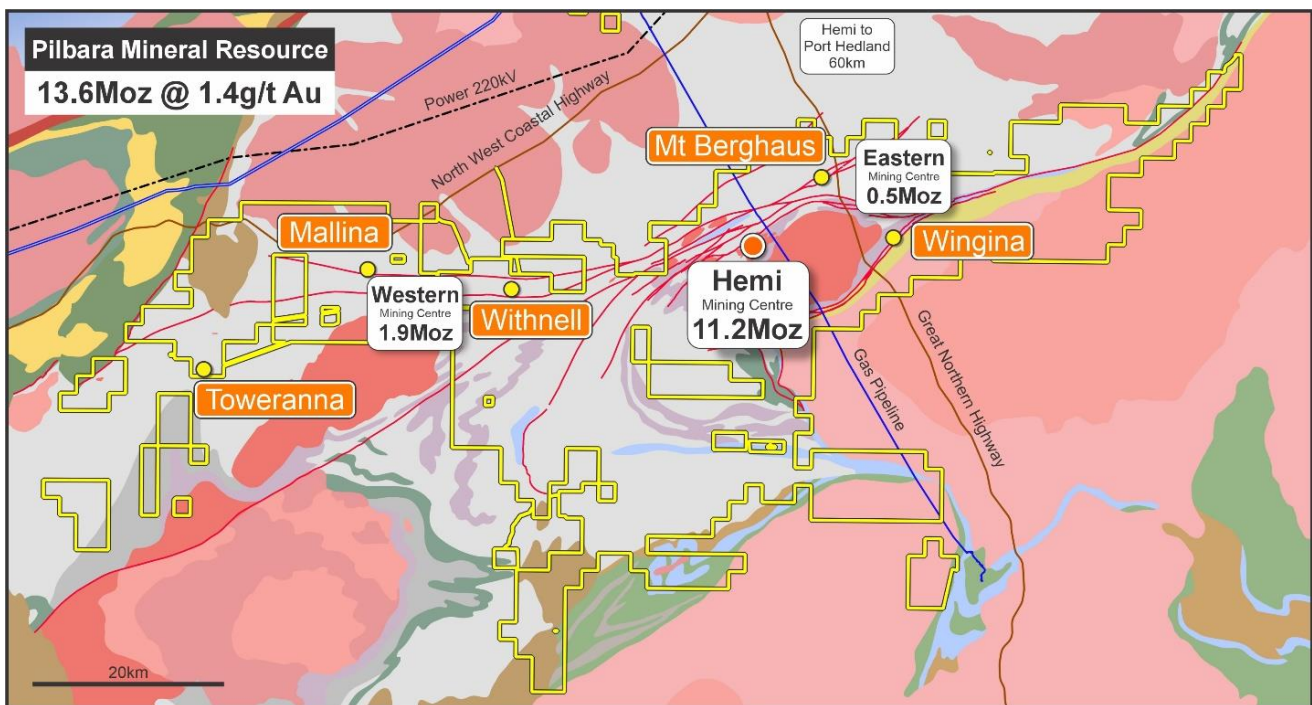 Pilbara Mineral Resource
13.6Moz @ 1.4g/t Au
Power 220kV
North West Coastal Highway
Hemi to
Port Hedland
60km
Mt Berghaus
Eastern
Mining Centre
0.5Moz
Mallina
Wingina
Western
Mining Centre
1.9Moz
Withnell
Hemi
Mining Centre
11.2Moz
Toweranna
Gas Pipeline
Great Northern Highway
20km